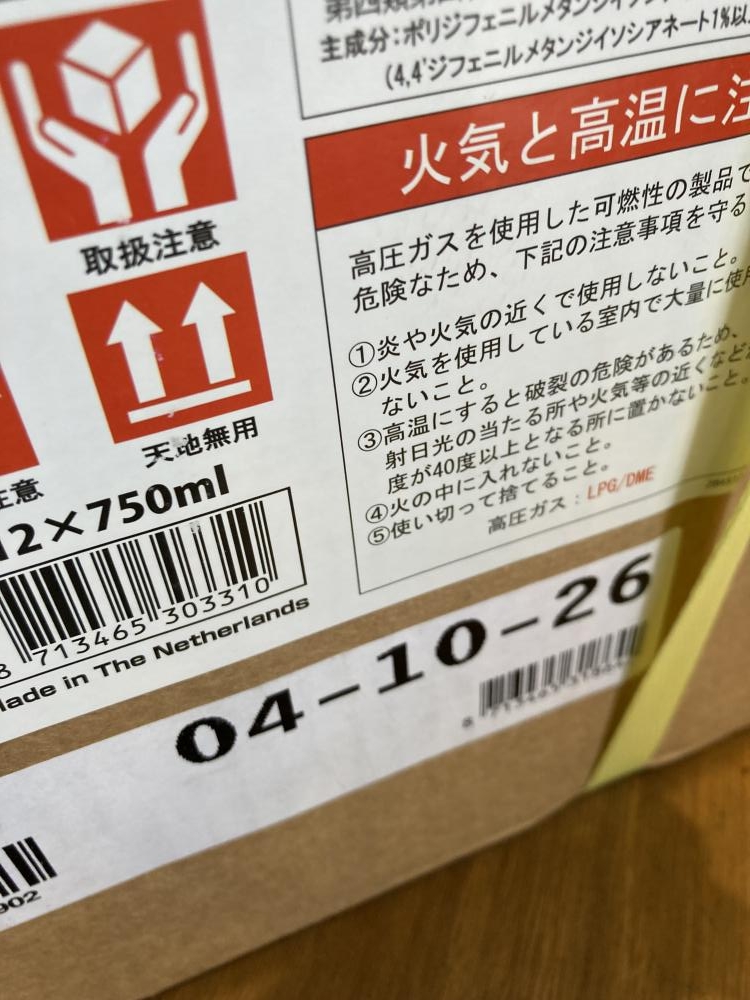 取扱注意
天地無用
注意
12×750ml
8 713465 303310
Made in The Netherlands
主成分:ポリジフェニルメタンジイソシ
(4,4'ジフェニルメタンジイソシアネート1%以
火気と高温に注
高圧ガスを使用した可燃性の製品で
危険なため、下記の注意事項を守る
①炎や火気の近くで使用しないこと。
②火気を使用している室内で大量に使用
ないこと。
③高温にすると破裂の危険があるため、
射日光の当たる所や火気等の近くなど
度が40度以上となる所に置かないこと。
④火の中に入れないこと。
⑤使い切って捨てること。
高圧ガス:LPG/DME
04-10-26
902